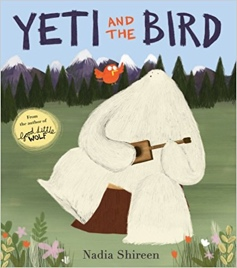 YETI AND THE BIRD
From
the author of
Good Little
WOLF
Nadia Shireen